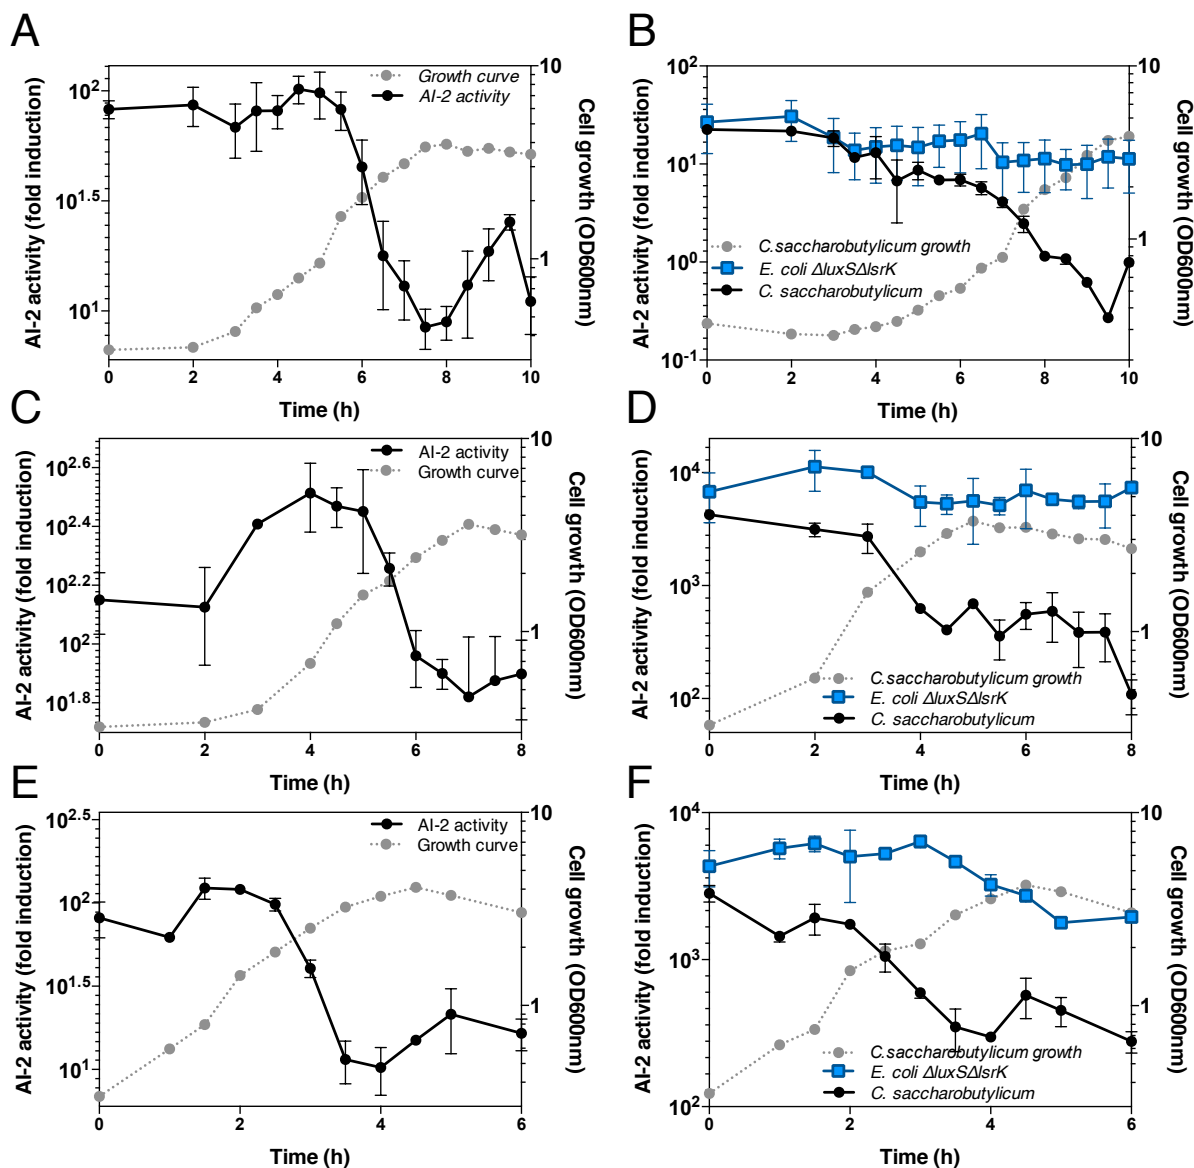 A
AI-2 activity (fold induction)
10^2
10^1.5
10^1
Growth curve
AI-2 activity
10
1
Cell growth (OD600nm)
0 2 4 6 8 10
Time (h)
B
AI-2 activity (fold induction)
10^2
10^1
10^0
10^-1
C.saccharobutylicum growth
E. coli ΔluxSΔlsrK
C. saccharobutylicum
10
1
Cell growth (OD600nm)
0 2 4 6 8 10
Time (h)
C
AI-2 activity (fold induction)
10^2.6
10^2.4
10^2.2
10^2
10^1.8
AI-2 activity
Growth curve
10
1
Cell growth (OD600nm)
0 2 4 6 8
Time (h)
D
AI-2 activity (fold induction)
10^4
10^3
10^2
C.saccharobutylicum growth
E. coli ΔluxSΔlsrK
C. saccharobutylicum
10
1
Cell growth (OD600nm)
0 2 4 6 8
Time (h)
E
AI-2 activity (fold induction)
10^2.5
10^2
10^1.5
10^1
AI-2 activity
Growth curve
10
1
Cell growth (OD600nm)
0 2 4 6
Time (h)
F
AI-2 activity (fold induction)
10^4
10^3
10^2
C.saccharobutylicum growth
E. coli ΔluxSΔlsrK
C. saccharobutylicum
10
1
Cell growth (OD600nm)
0 2 4 6
Time (h)